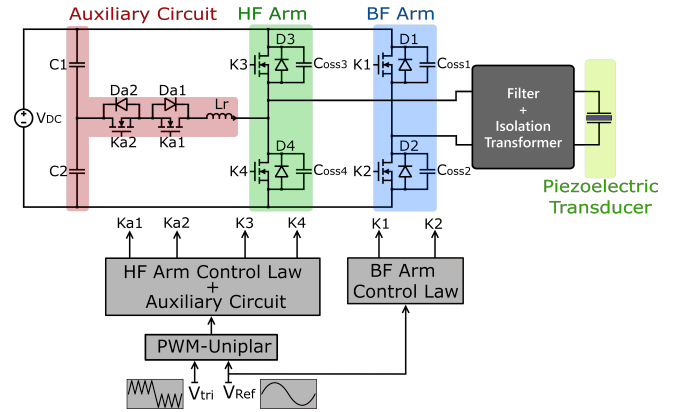 Auxiliary Circuit
HF Arm
BF Arm
C1
Da2
Da1
Lr
K3
D3
Coss3
K1
D1
Coss1
VDC
Ka2
Ka1
Filter
+
Isolation
Transformer
C2
K4
D4
Coss4
K2
D2
Coss2
Piezoelectric
Transducer
Ka1
Ka2
K3
K4
K1
K2
HF Arm Control Law
+
Auxiliary Circuit
BF Arm
Control Law
PWM-Uniplar
Vtri
VRef